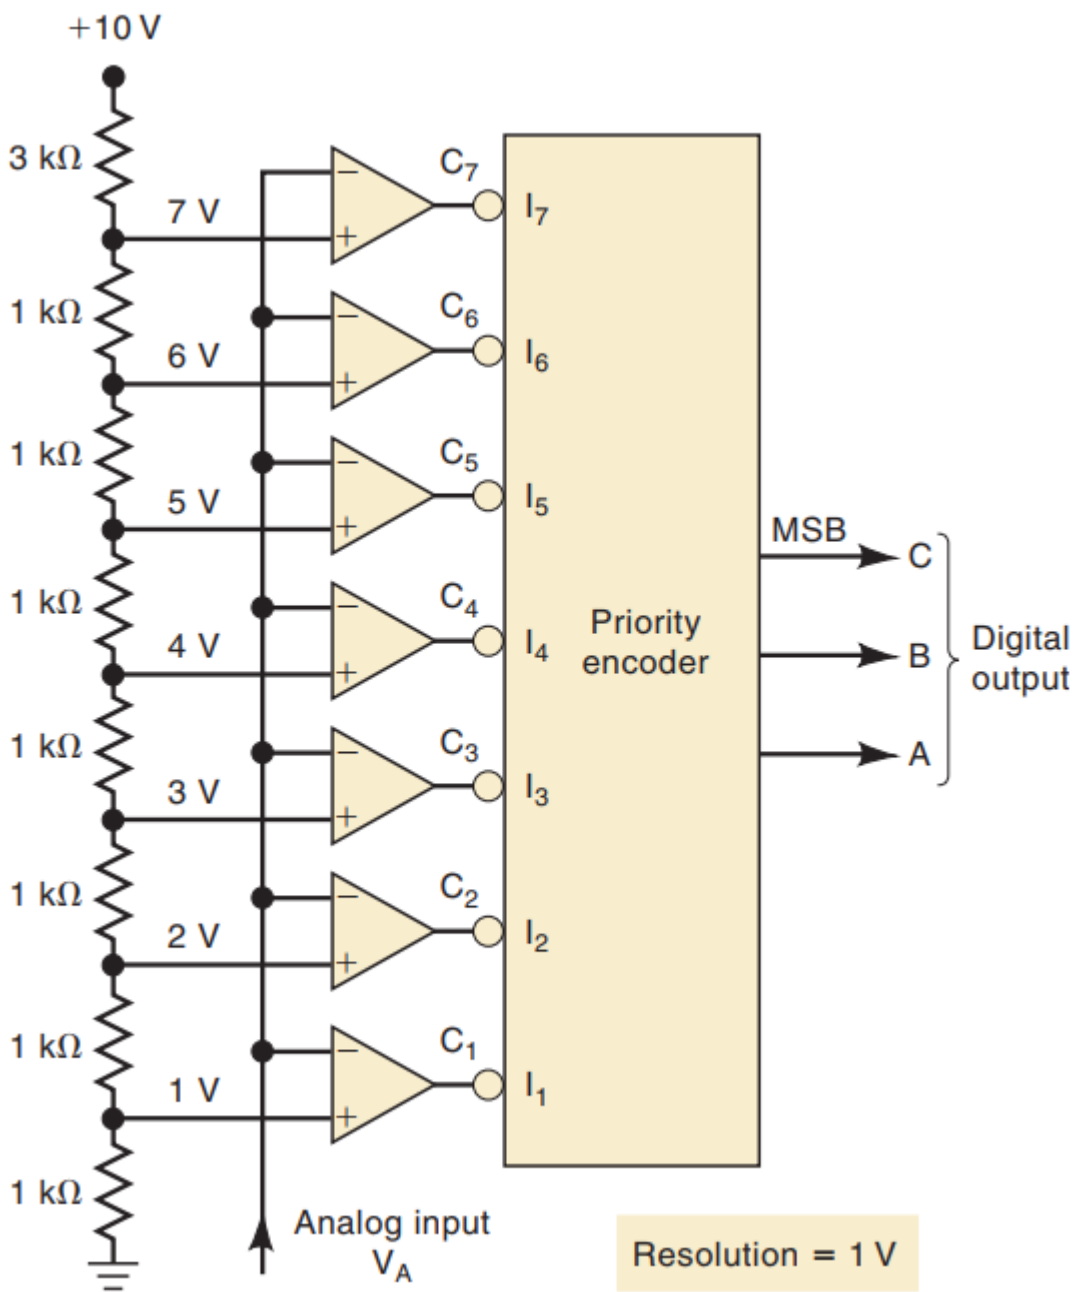 +10 V
3 kΩ
7 V
−
+
C₇
I₇
1 kΩ
6 V
−
+
C₆
I₆
1 kΩ
5 V
−
+
C₅
I₅
1 kΩ
4 V
−
+
C₄
I₄
1 kΩ
3 V
−
+
C₃
I₃
1 kΩ
2 V
−
+
C₂
I₂
1 kΩ
1 V
−
+
C₁
I₁
1 kΩ
Analog input
V_A
Priority
encoder
MSB
C
B
A
Digital
output
Resolution = 1 V